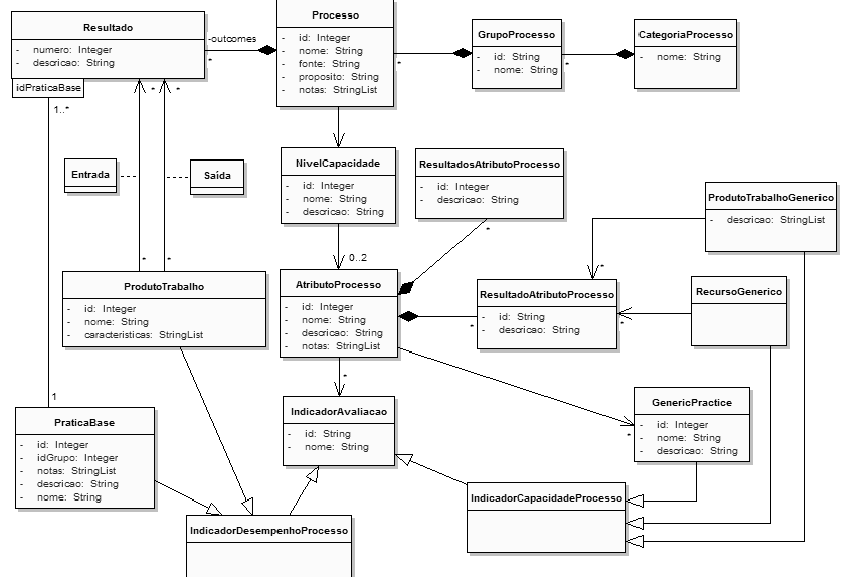 Resultado
- numero: Integer
- descricao: String
idPraticaBase
-outcomes
*
Processo
- id: Integer
- nome: String
- fonte: String
- proposito: String
- notas: StringList
*
GrupoProcesso
- id: String
- nome: String
*
CategoriaProcesso
- nome: String
1..*
*
*
Entrada
Saída
NivelCapacidade
- id: Integer
- nome: String
- descricao: String
ResultadosAtributoProcesso
- id: Integer
- descricao: String
*
ProdutoTrabalhoGenerico
- descricao: StringList
*
*
0..2
*
ProdutoTrabalho
- id: Integer
- nome: String
- caracteristicas: StringList
AtributoProcesso
- id: Integer
- nome: String
- descricao: String
- notas: StringList
*
ResultadoAtributoProcesso
- id: String
- descricao: String
*
RecursoGenerico
*
1
PraticaBase
- id: Integer
- idGrupo: Integer
- notas: StringList
- descricao: String
- nome: String
IndicadorAvaliacao
- id: String
- nome: String
*
GenericPractice
- id: Integer
- nome: String
- descricao: String
IndicadorCapacidadeProcesso
IndicadorDesempenhoProcesso